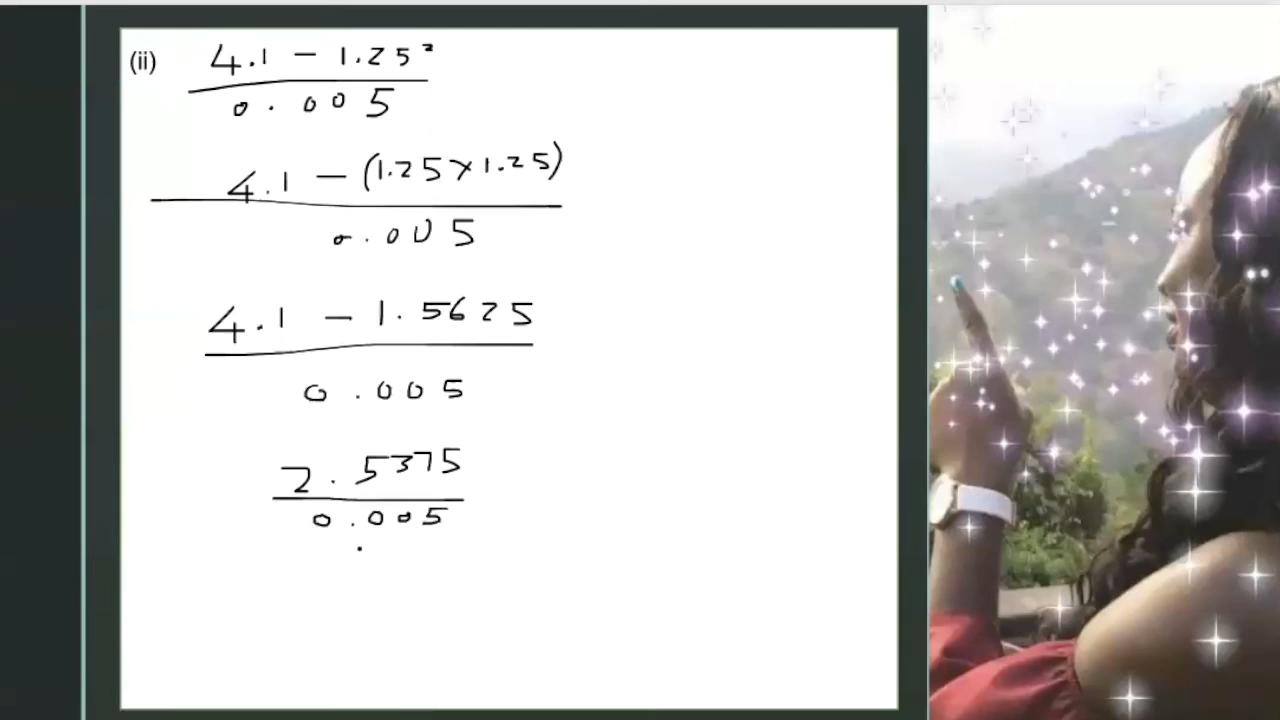 (ii) 4.1 - 1.25²
0.005
4.1 - (1.25 × 1.25)
0.005
4.1 - 1.5625
0.005
2.5375
0.005